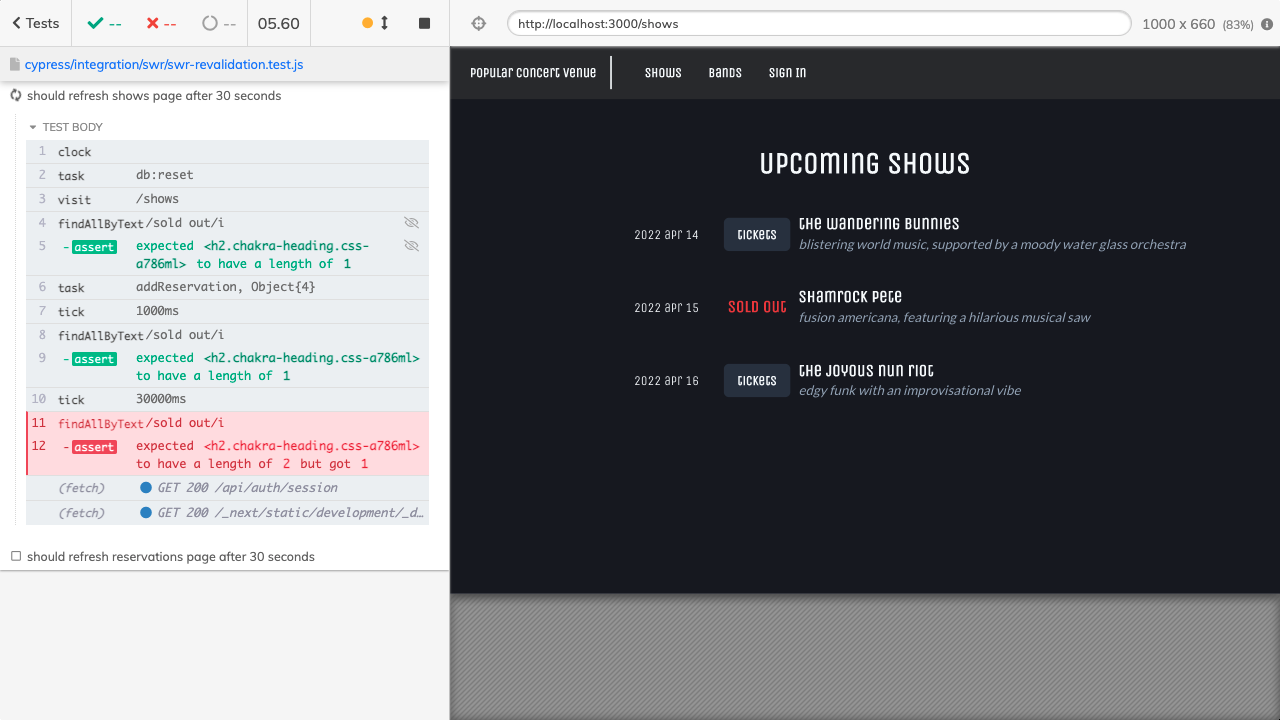 Tests
--
--
--
05.60
http://localhost:3000/shows
1000 x 660 (83%)
cypress/integration/swr/swr-revalidation.test.js
should refresh shows page after 30 seconds
TEST BODY
1 clock
2 task db:reset
3 visit /shows
4 findAllByText /sold out/i
5 -assert expected <h2.chakra-heading.css-
a786ml> to have a length of 1
6 task addReservation, Object{4}
7 tick 1000ms
8 findAllByText /sold out/i
9 -assert expected <h2.chakra-heading.css-a786ml>
to have a length of 1
10 tick 30000ms
11 findAllByText /sold out/i
12 -assert expected <h2.chakra-heading.css-a786ml>
to have a length of 2 but got 1
(fetch) GET 200 /api/auth/session
(fetch) GET 200 /_next/static/development/_d…
should refresh reservations page after 30 seconds
Popular Concert Venue
Shows
Bands
Sign in
Upcoming Shows
2022 Apr 14
tickets
The Wandering Bunnies
blistering world music, supported by a moody water glass orchestra
2022 Apr 15
SOLD OUT
Shamrock Pete
fusion americana, featuring a hilarious musical saw
2022 Apr 16
tickets
The Joyous Nun Riot
edgy funk with an improvisational vibe